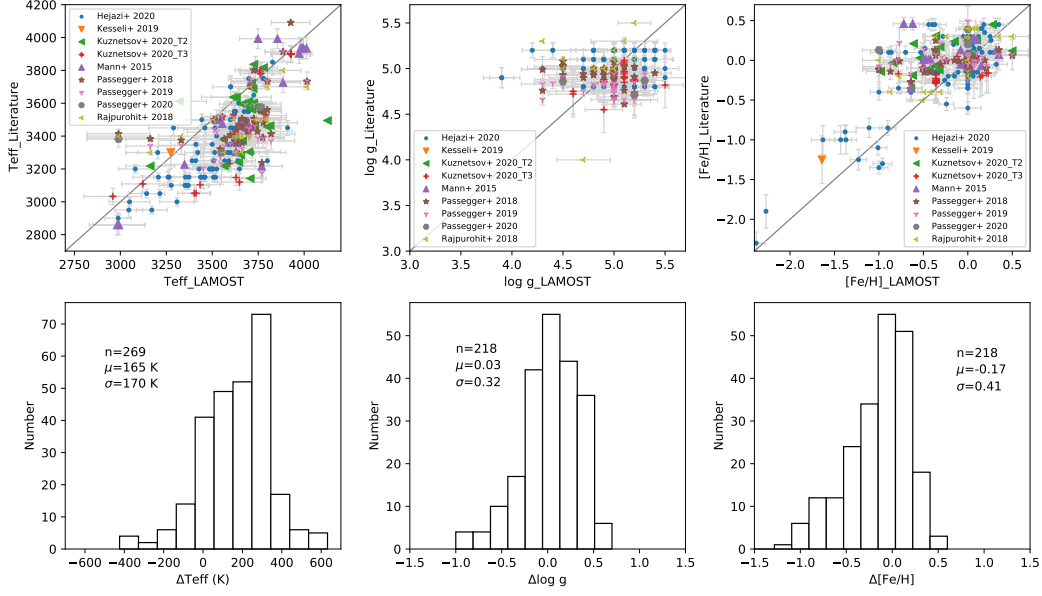 4200
4000
3800
3600
3400
3200
3000
2800
Teff_Literature
Hejazi+ 2020
Kesseli+ 2019
Kuznetsov+ 2020_T2
Kuznetsov+ 2020_T3
Mann+ 2015
Passegger+ 2018
Passegger+ 2019
Passegger+ 2020
Rajpurohit+ 2018
2700 3000 3250 3500 3750 4000
Teff_LAMOST
5.5
5.0
4.5
4.0
3.5
3.0
log g_Literature
Hejazi+ 2020
Kesseli+ 2019
Kuznetsov+ 2020_T2
Kuznetsov+ 2020_T3
Mann+ 2015
Passegger+ 2018
Passegger+ 2019
Passegger+ 2020
Rajpurohit+ 2018
3.0 3.5 4.0 4.5 5.0 5.5
log g_LAMOST
0.5
0.0
−0.5
−1.0
−1.5
−2.0
[Fe/H]_Literature
Hejazi+ 2020
Kesseli+ 2019
Kuznetsov+ 2020_T2
Kuznetsov+ 2020_T3
Mann+ 2015
Passegger+ 2018
Passegger+ 2019
Passegger+ 2020
Rajpurohit+ 2018
−2.0 −1.5 −1.0 −0.5 0.0 0.5
[Fe/H]_LAMOST
70
60
50
40
30
20
10
0
Number
n=269
μ=165 K
σ=170 K
−600 −400 −200 0 200 400 600
ΔTeff (K)
50
40
30
20
10
0
Number
n=218
μ=0.03
σ=0.32
−1.5 −1.0 −0.5 0.0 0.5 1.0 1.5
Δlog g
50
40
30
20
10
0
Number
n=218
μ=-0.17
σ=0.41
−1.5 −1.0 −0.5 0.0 0.5 1.0 1.5
Δ[Fe/H]